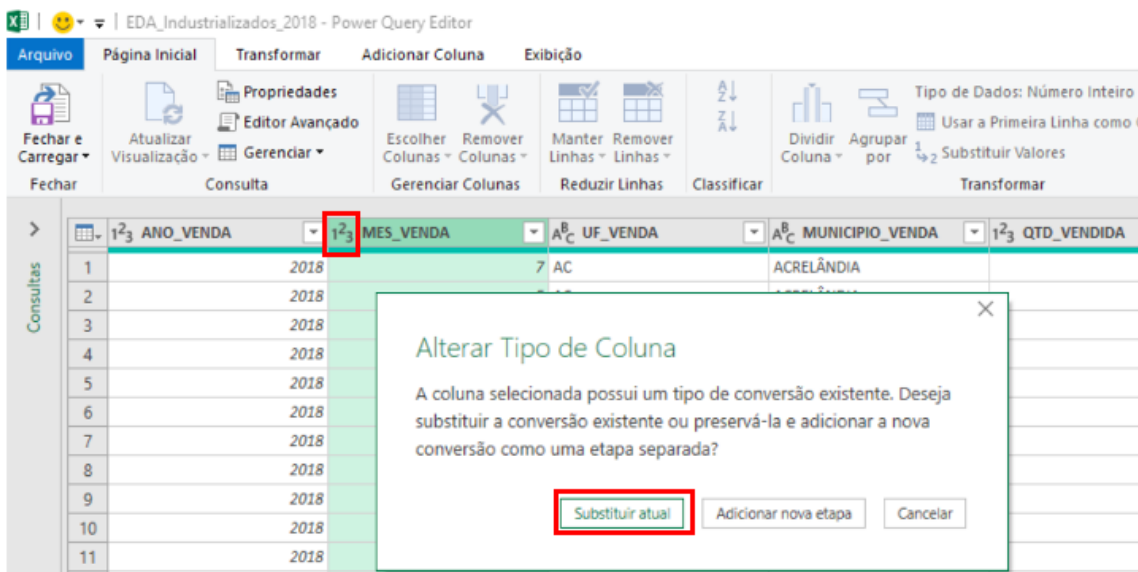 EDA_Industrializados_2018 - Power Query Editor
Arquivo Página Inicial Transformar Adicionar Coluna Exibição
Fechar e Carregar
Fechar
Atualizar Visualização
Propriedades
Editor Avançado
Gerenciar
Consulta
Escolher Colunas
Remover Colunas
Gerenciar Colunas
Manter Linhas
Remover Linhas
Reduzir Linhas
Classificar
Dividir Coluna
Agrupar por
Tipo de Dados: Número Inteiro
Usar a Primeira Linha como
Substituir Valores
Transformar
Consultas
ANO_VENDA MES_VENDA UF_VENDA MUNICIPIO_VENDA QTD_VENDIDA
1 2018 7 AC ACRELÂNDIA
2 2018
3 2018
4 2018
5 2018
6 2018
7 2018
8 2018
9 2018
10 2018
11 2018
Alterar Tipo de Coluna
A coluna selecionada possui um tipo de conversão existente. Deseja
substituir a conversão existente ou preservá-la e adicionar a nova
conversão como uma etapa separada?
Substituir atual Adicionar nova etapa Cancelar